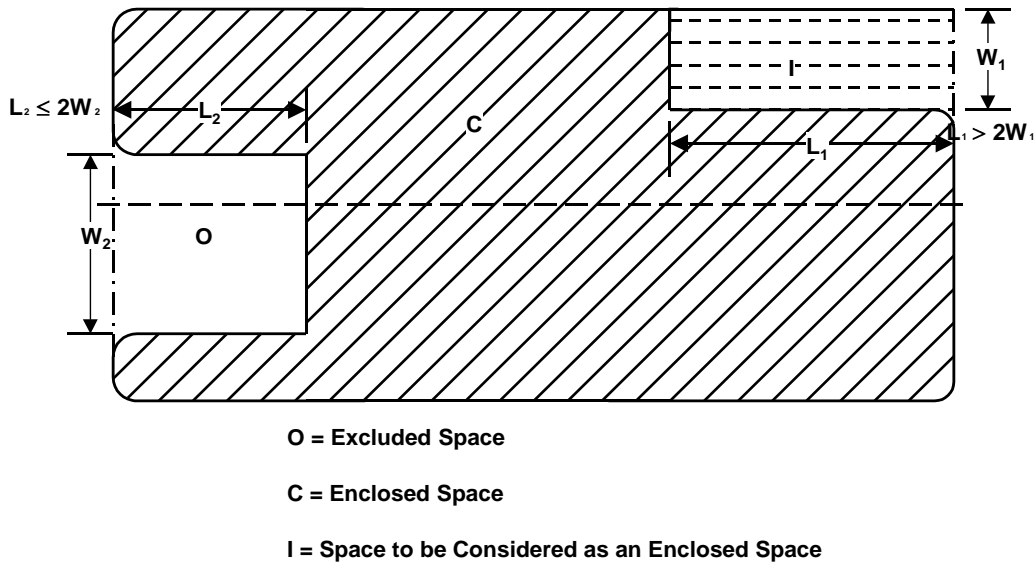 W₁
I
L₂ ≤ 2W₂
L₂
C
L₁ > 2W₁
L₁
W₂
O
O = Excluded Space
C = Enclosed Space
I = Space to be Considered as an Enclosed Space